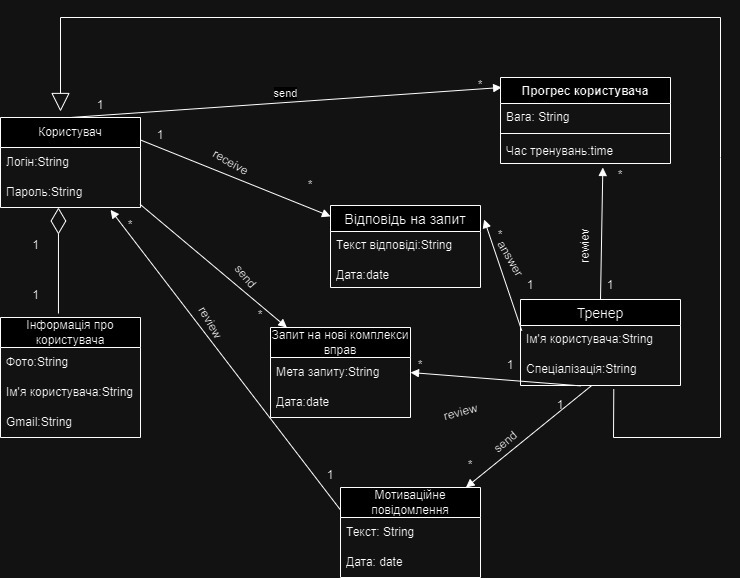 send
1
*
Прогрес користувача
Вага: String
Час тренувань:time
Користувач
Логін:String
Пароль:String
1
receive
*
*
Відповідь на запит
Текст відповіді:String
Дата:date
*
answer
rewiev
1
1
*
send
*
review
1
1
Тренер
Ім'я користувача:String
Спеціалізація:String
Інформація про
користувача
Фото:String
Ім'я користувача:String
Gmail:String
Запит на нові комплекси
вправ
Мета запиту:String
Дата:date
*
1
review
1
send
*
1
Мотиваційне
повідомлення
Текст: String
Дата: date